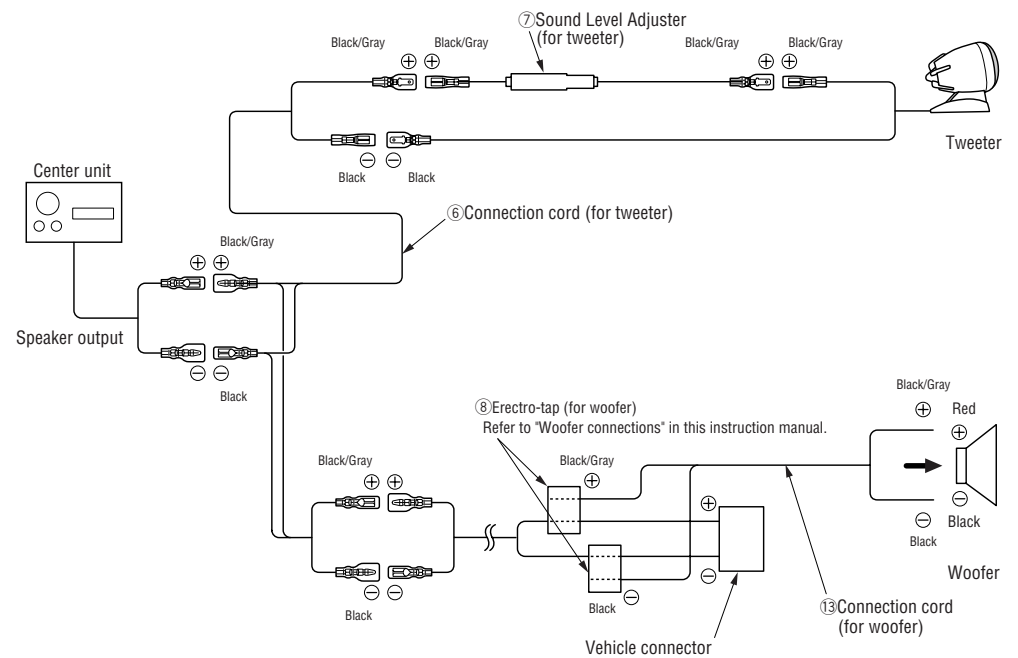 ⑦Sound Level Adjuster
(for tweeter)
Black/Gray
Black/Gray
Black/Gray
Black/Gray
⊕ ⊕
⊕ ⊕
⊖ ⊖
Black
Black
Tweeter
Center unit
⑥Connection cord (for tweeter)
Black/Gray
⊕ ⊕
Speaker output
⊖ ⊖
Black
⑧Erectro-tap (for woofer)
Refer to "Woofer connections" in this instruction manual.
Black/Gray
⊕ ⊕
⊖ ⊖
Black
Black/Gray
⊕
⊕
⊖
Black
⊖
Vehicle connector
Black/Gray
⊕
Red
⊕
⊖
Black
⊖
Black
Woofer
⑬Connection cord
(for woofer)